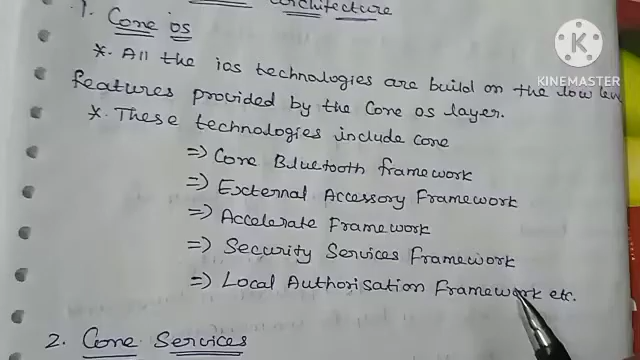 architecture
1. Core os
*. All the ios technologies are build on the low level
features provided by the Core os layer.
*. These technologies include core
=> Core Bluetooth framework
=> External Accessory Framework
=> Accelerate Framework
=> Security Services Framework
=> Local Authorisation Framework etc.
2. Core Services
KINEMASTER